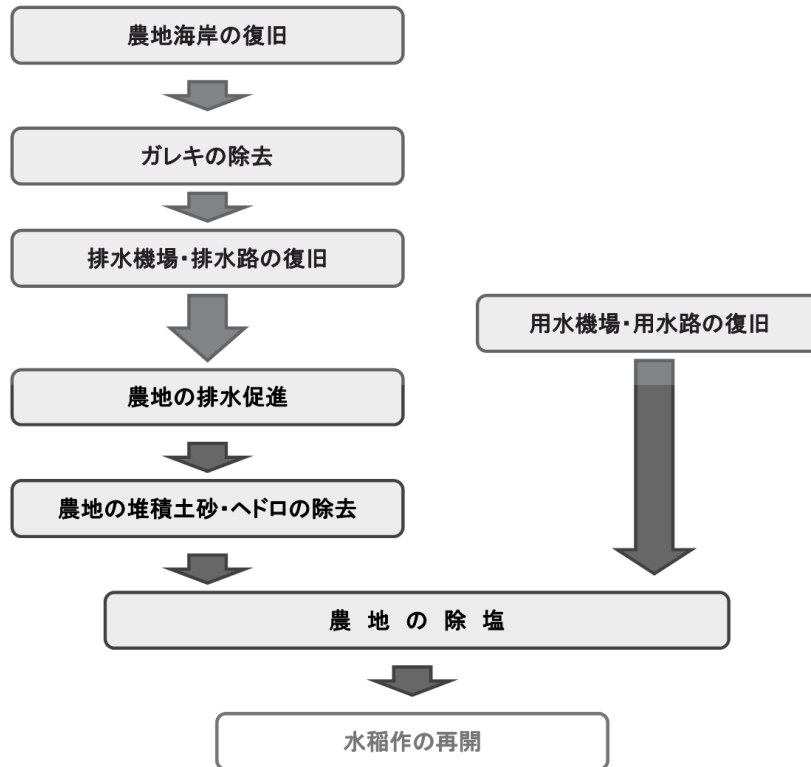 農地海岸の復旧
ガレキの除去
排水機場・排水路の復旧
用水機場・用水路の復旧
農地の排水促進
農地の堆積土砂・ヘドロの除去
農地の除塩
水稲作の再開